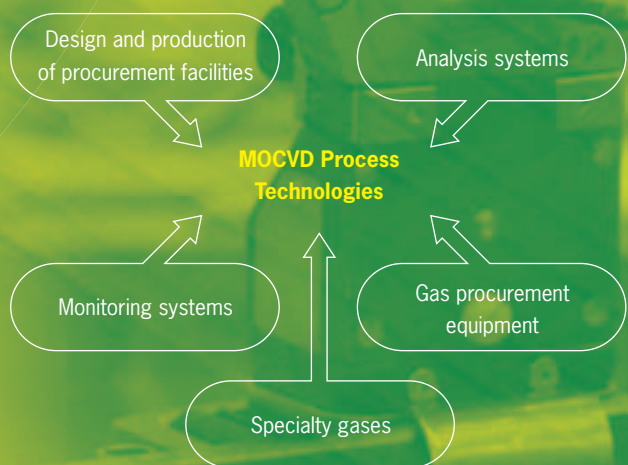 Design and production
of procurement facilities
Analysis systems
MOCVD Process
Technologies
Monitoring systems
Gas procurement
equipment
Specialty gases